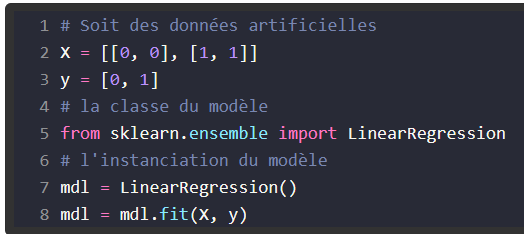 1 # Soit des données artificielles
2 X = [[0, 0], [1, 1]]
3 y = [0, 1]
4 # la classe du modèle
5 from sklearn.ensemble import LinearRegression
6 # l'instanciation du modèle
7 mdl = LinearRegression()
8 mdl = mdl.fit(X, y)